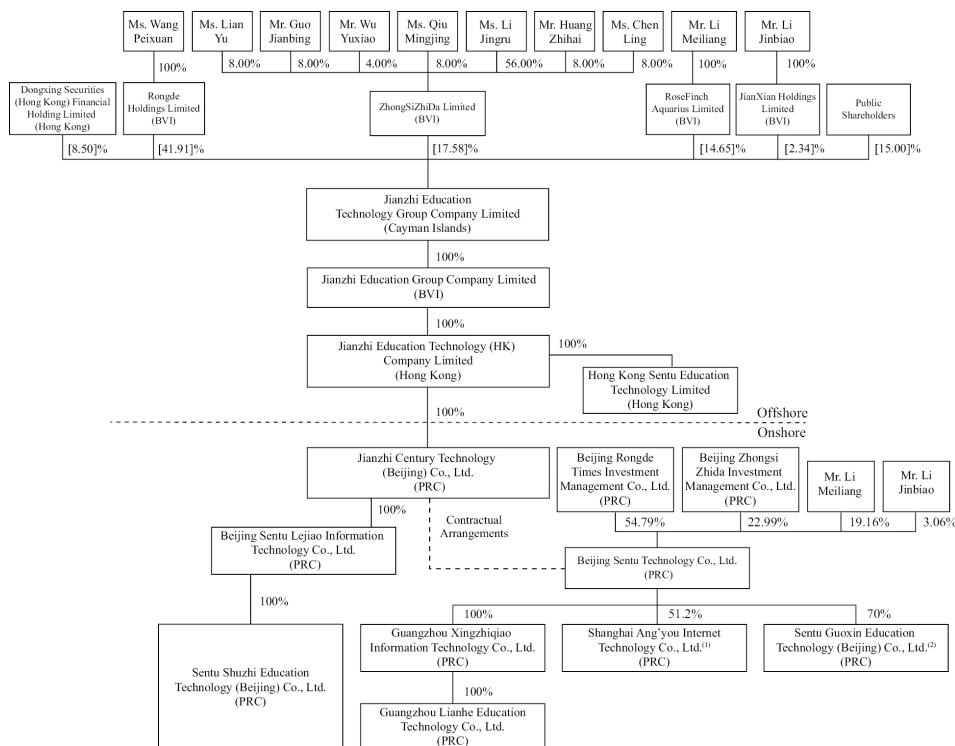 Ms. Wang
Peixuan
Ms. Lian
Yu
Mr. Guo
Jianbing
Mr. Wu
Yuxiao
Ms. Qiu
Mingjing
Ms. Li
Jingru
Mr. Huang
Zhihai
Ms. Chen
Ling
Mr. Li
Meiliang
Mr. Li
Jinbiao
100%
8.00%
8.00%
4.00%
8.00%
56.00%
8.00%
8.00%
100%
100%
Dongxing Securities
(Hong Kong) Financial
Holding Limited
(Hong Kong)
Rongde
Holdings Limited
(BVI)
ZhongSiZhiDa Limited
(BVI)
RoseFinch
Aquarius Limited
(BVI)
JianXian Holdings
Limited
(BVI)
Public
Shareholders
[8.50]%
[41.91]%
[17.58]%
[14.65]%
[2.34]%
[15.00]%
Jianzhi Education
Technology Group Company Limited
(Cayman Islands)
100%
Jianzhi Education Group Company Limited
(BVI)
100%
Jianzhi Education Technology (HK)
Company Limited
(Hong Kong)
100%
Hong Kong Sentu Education
Technology Limited
(Hong Kong)
100%
Offshore
Onshore
Jianzhi Century Technology
(Beijing) Co., Ltd.
(PRC)
Beijing Rongde
Times Investment
Management Co., Ltd.
(PRC)
Beijing Zhongsi
Zhida Investment
Management Co., Ltd.
(PRC)
Mr. Li
Meiliang
Mr. Li
Jinbiao
100%
Contractual
Arrangements
54.79%
22.99%
19.16%
3.06%
Beijing Sentu Lejiao Information
Technology Co., Ltd.
(PRC)
Beijing Sentu Technology Co., Ltd.
(PRC)
100%
100%
51.2%
70%
Sentu Shuzhi Education
Technology (Beijing) Co., Ltd.
(PRC)
Guangzhou Xingzhiqiao
Information Technology Co., Ltd.
(PRC)
Shanghai Ang'you Internet
Technology Co., Ltd.(1)
(PRC)
Sentu Guoxin Education
Technology (Beijing) Co., Ltd.(2)
(PRC)
100%
Guangzhou Lianhe Education
Technology Co., Ltd.
(PRC)